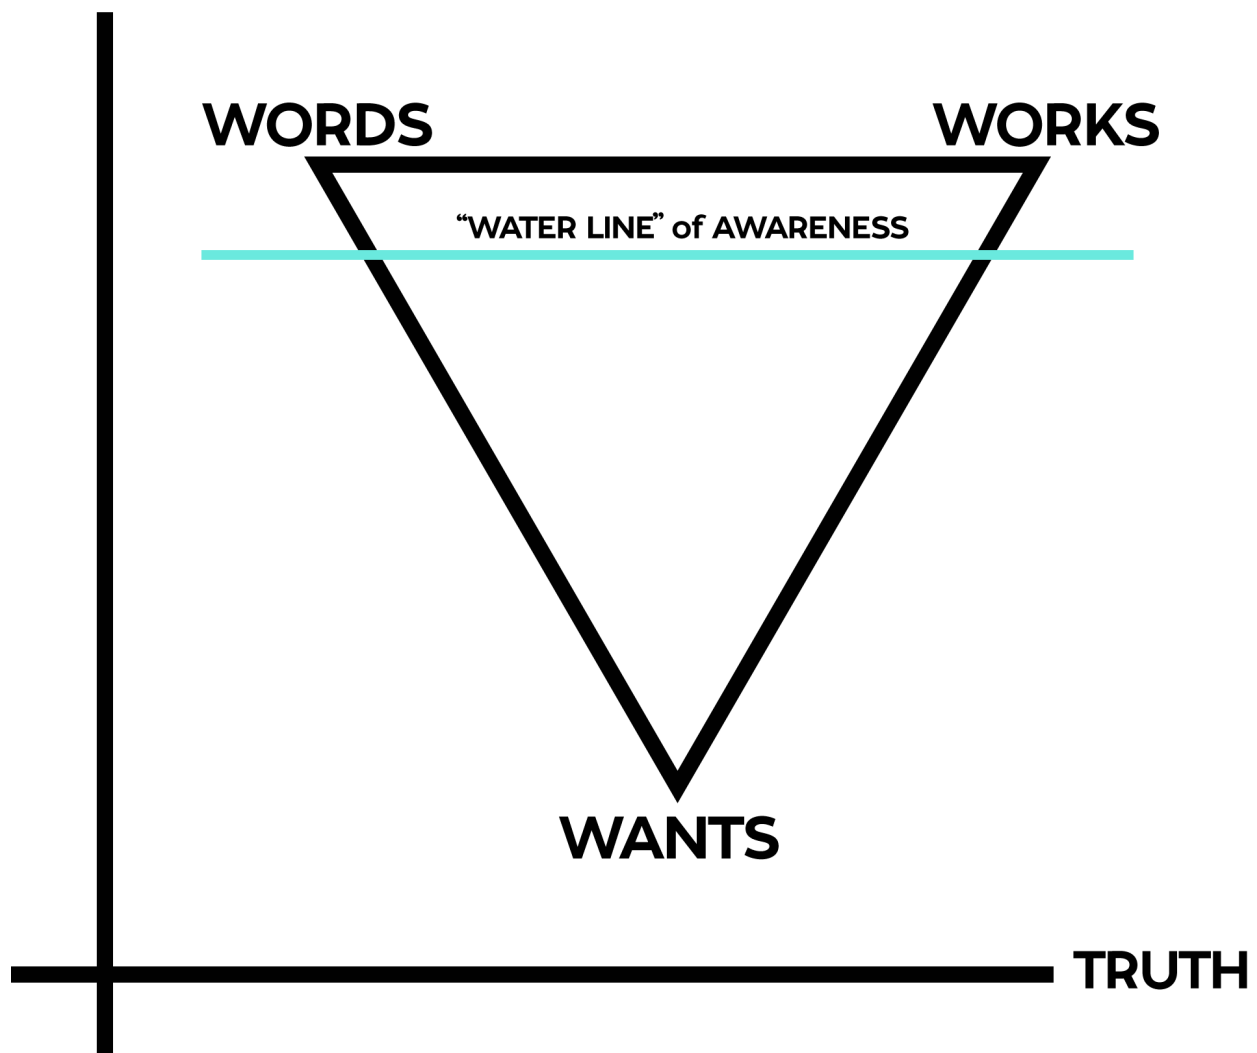 WORDS
WORKS
“WATER LINE” of AWARENESS
WANTS
TRUTH